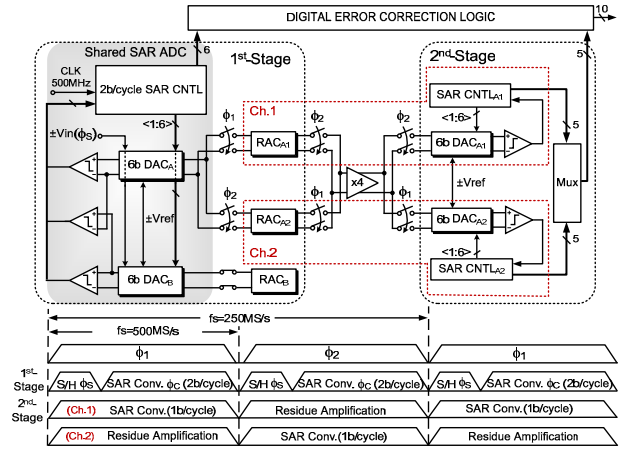 DIGITAL ERROR CORRECTION LOGIC
10
6
5
Shared SAR ADC
1st-Stage
2nd-Stage
CLK
500MHz
2b/cycle SAR CNTL
<1:6>
±Vin(ϕS)
6b DACA
±Vref
6b DACB
ϕ1
RACA1
ϕ2
Ch.1
ϕ2
RACA2
ϕ1
Ch.2
RACB
x4
ϕ1
ϕ2
SAR CNTLA1
<1:6>
6b DACA1
±Vref
6b DACA2
<1:6>
SAR CNTLA2
5
Mux
5
fs=250MS/s
fs=500MS/s
ϕ1 ϕ2 ϕ1
1st-Stage S/H ϕS SAR Conv. ϕC (2b/cycle) S/H ϕS SAR Conv. ϕC (2b/cycle) S/H ϕS SAR Conv. ϕC (2b/cycle)
2nd-Stage (Ch.1) SAR Conv.(1b/cycle) Residue Amplification SAR Conv.(1b/cycle)
(Ch.2) Residue Amplification SAR Conv.(1b/cycle) Residue Amplification